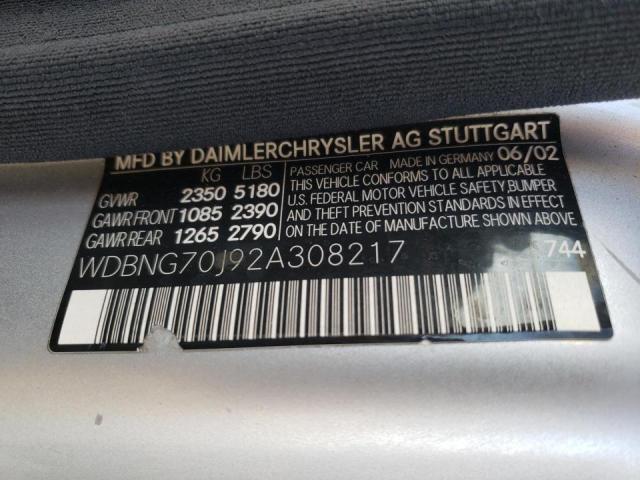 MFD BY DAIMLERCHRYSLER AG STUTTGART
KG LBS
GVWR 2350 5180
GAWR FRONT 1085 2390
GAWR REAR 1265 2790
PASSENGER CAR MADE IN GERMANY 06/02
THIS VEHICLE CONFORMS TO ALL APPLICABLE
U.S. FEDERAL MOTOR VEHICLE SAFETY, BUMPER
AND THEFT PREVENTION STANDARDS IN EFFECT
ON THE DATE OF MANUFACTURE SHOWN ABOVE
WDBNG70J92A308217
744